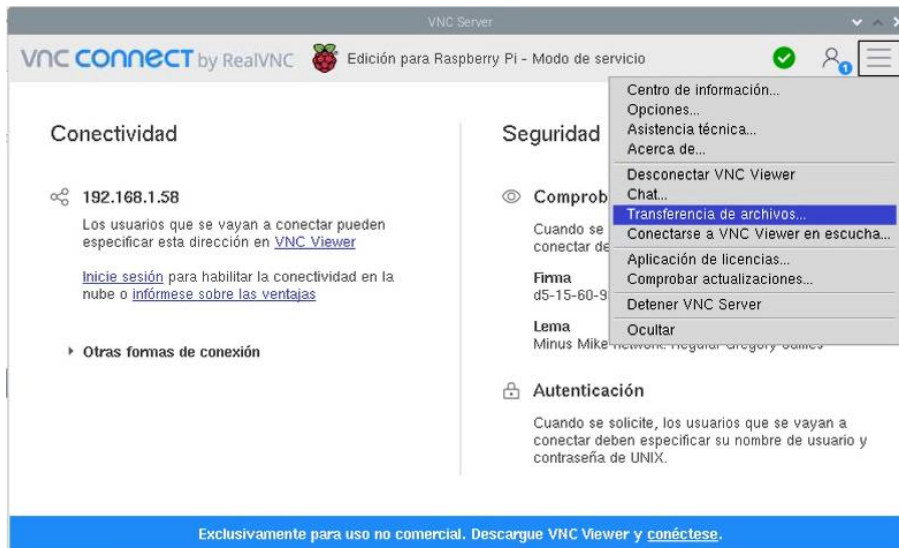 VNC Server
VNC CONNECT by RealVNC Edición para Raspberry Pi - Modo de servicio
1
Conectividad
192.168.1.58
Los usuarios que se vayan a conectar pueden
especificar esta dirección en VNC Viewer
Inicie sesión para habilitar la conectividad en la
nube o infórmese sobre las ventajas
Otras formas de conexión
Seguridad
Comprob
Cuando se
conectar de
Firma
d5-15-60-9
Lema
Minus Mike network. Regular Gregory
Autenticación
Cuando se solicite, los usuarios que se vayan a
conectar deben especificar su nombre de usuario y
contraseña de UNIX.
Centro de información...
Opciones...
Asistencia técnica...
Acerca de...
Desconectar VNC Viewer
Chat...
Transferencia de archivos...
Conectarse a VNC Viewer en escucha...
Aplicación de licencias...
Comprobar actualizaciones...
Detener VNC Server
Ocultar
Exclusivamente para uso no comercial. Descargue VNC Viewer y conéctese.